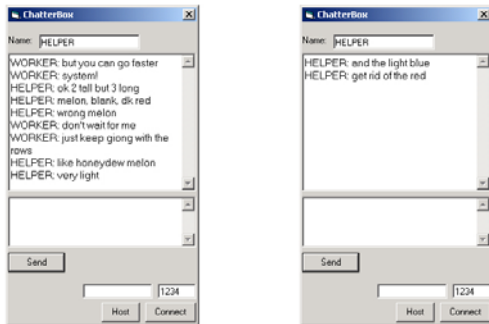 ChatterBox
Name: HELPER
WORKER: but you can go faster
WORKER: system!
HELPER: ok 2 tall but 3 long
HELPER: melon, blank, dk red
HELPER: wrong melon
WORKER: don't wait for me
WORKER: just keep giong with the
rows
HELPER: like honeydew melon
HELPER: very light
Send
1234
Host Connect
ChatterBox
Name: HELPER
HELPER: and the light blue
HELPER: get rid of the red
Send
1234
Host Connect